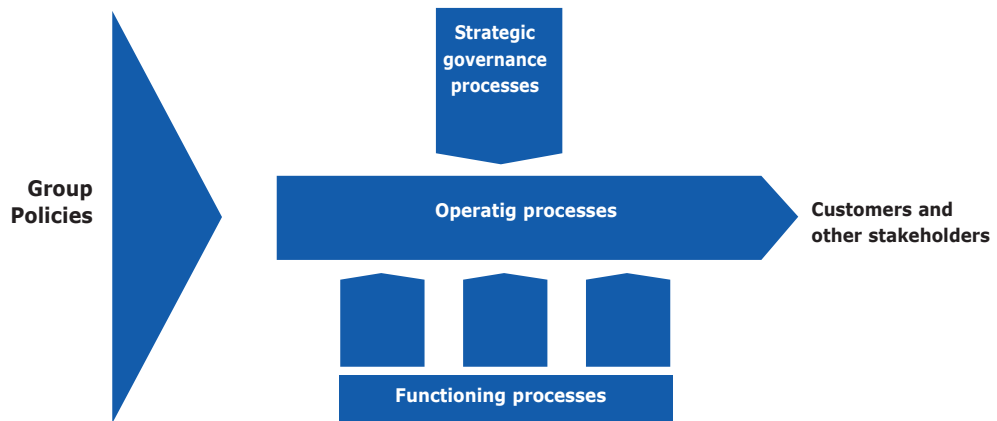 Strategic
governance
processes
Group
Policies
Operatig processes
Customers and
other stakeholders
Functioning processes